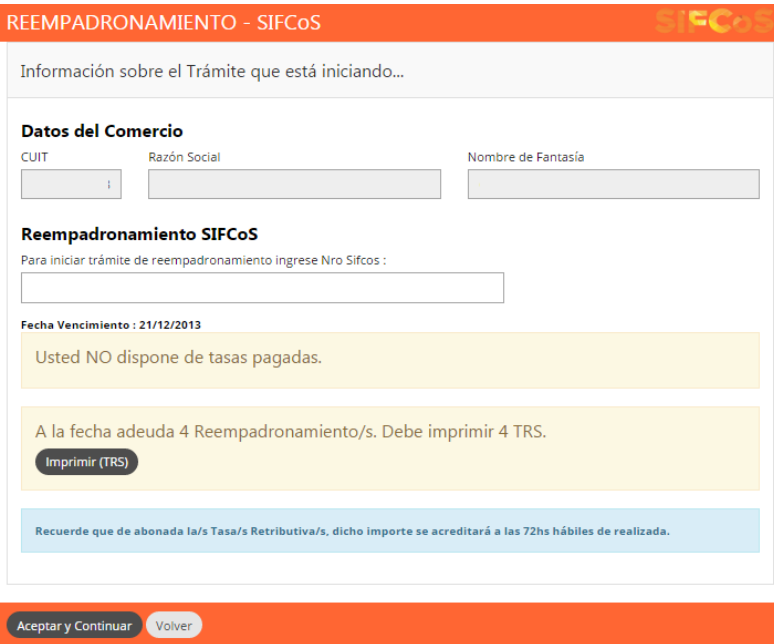 REEMPADRONAMIENTO - SIFCoS
SIFCoS
Información sobre el Trámite que está iniciando...
Datos del Comercio
CUIT Razón Social Nombre de Fantasía
Reempadronamiento SIFCoS
Para iniciar trámite de reempadronamiento ingrese Nro Sifcos :
Fecha Vencimiento : 21/12/2013
Usted NO dispone de tasas pagadas.
A la fecha adeuda 4 Reempadronamiento/s. Debe imprimir 4 TRS.
Imprimir (TRS)
Recuerde que de abonada la/s Tasa/s Retributiva/s, dicho importe se acreditará a las 72hs hábiles de realizada.
Aceptar y Continuar Volver